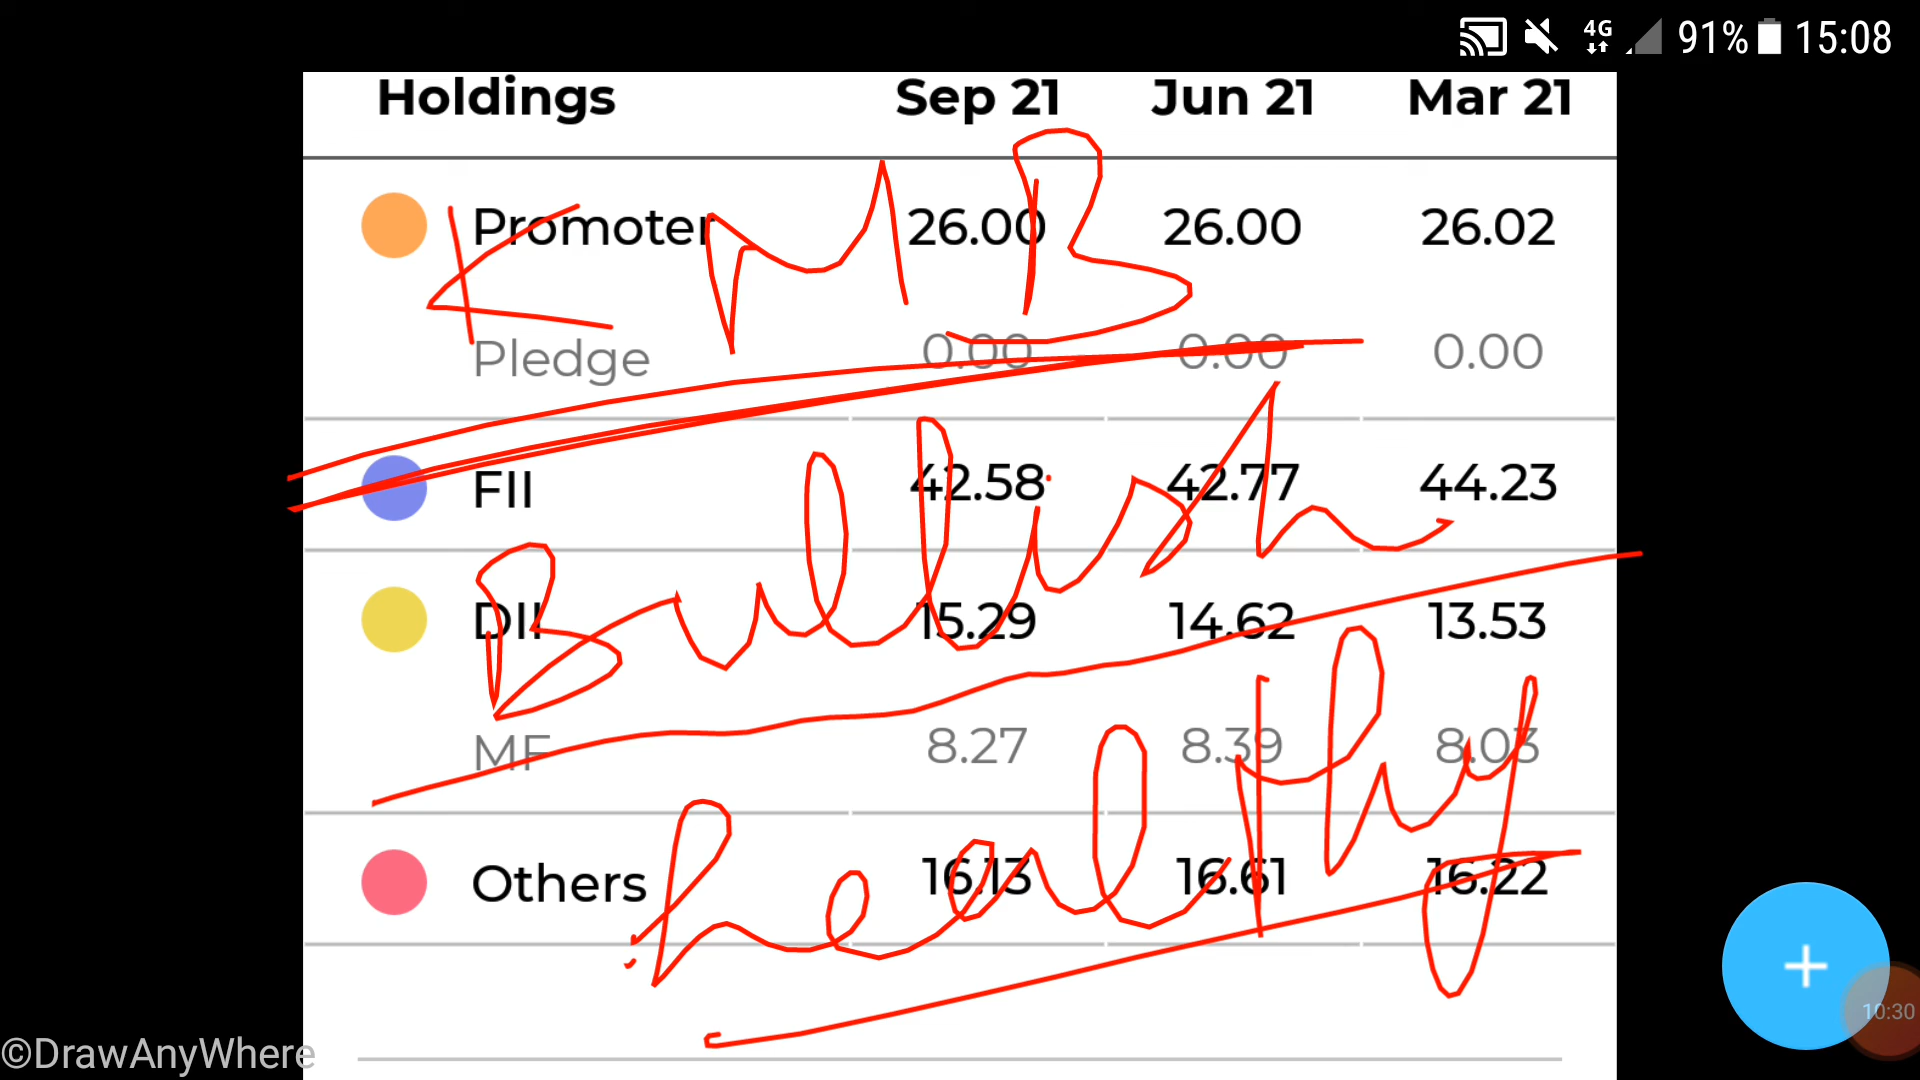 4G 91% 15:08
Holdings Sep 21 Jun 21 Mar 21
Promoter 26.00 26.00 26.02
KMB
Pledge 0.00 0.00 0.00
FII 42.58 42.77 44.23
Bullish
DII 15.29 14.62 13.53
MF 8.27 8.39 8.03
healthy
Others 16.13 16.61 16.22
+
10:30
©DrawAnyWhere